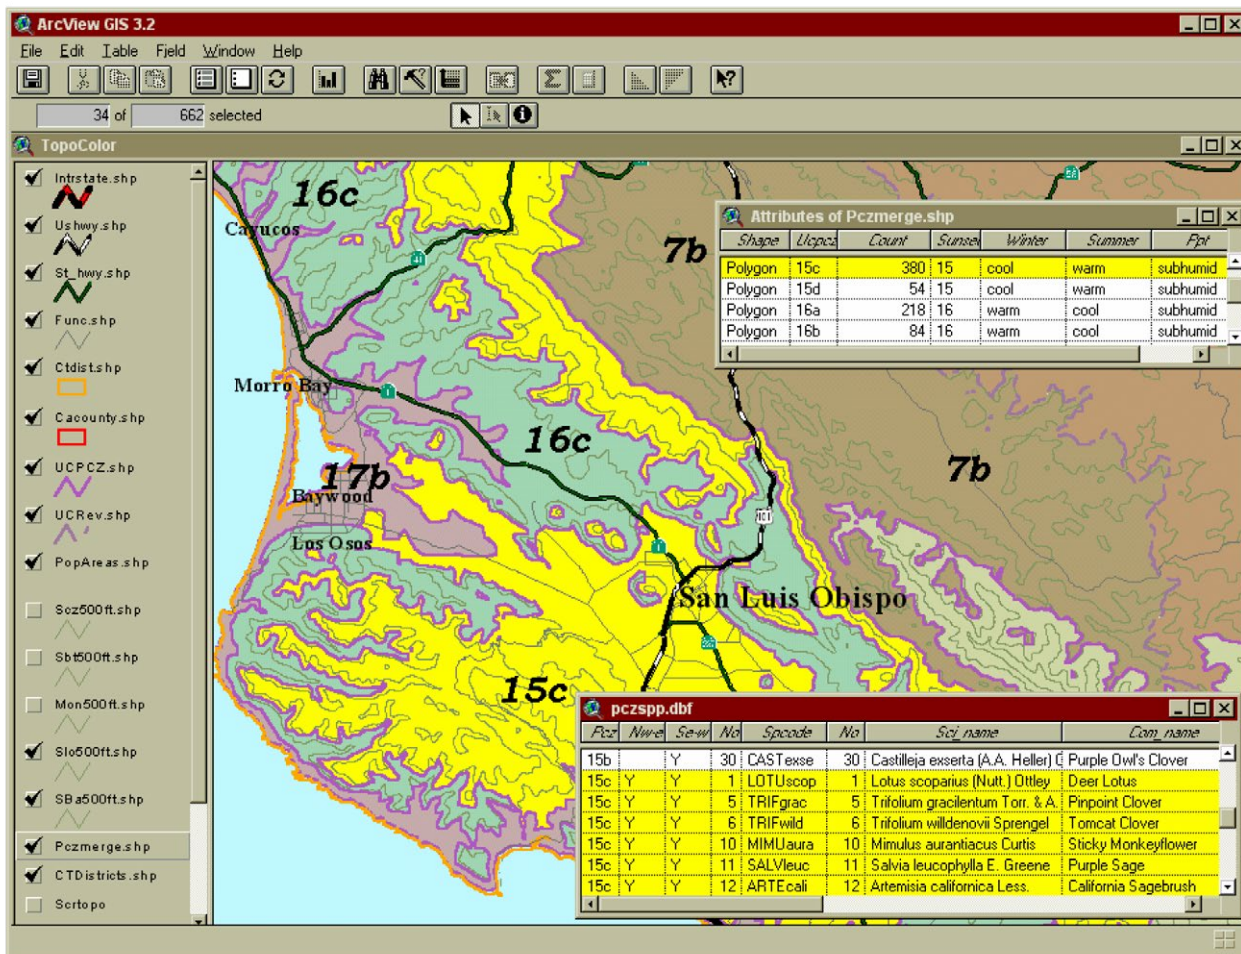 ArcView GIS 3.2
File Edit Table Field Window Help
34 of 662 selected
TopoColor
Intrstate.shp
Ushwy.shp
St_hwy.shp
Func.shp
Ctdist.shp
Cacounty.shp
UCPCZ.shp
UCRev.shp
PopAreas.shp
Scz500ft.shp
Sbt500ft.shp
Mon500ft.shp
Slo500ft.shp
SBa500ft.shp
Pczmerge.shp
CTDistricts.shp
Scrtopo
16c
Cayucos
41
7b
Morro Bay
1
16c
17b
Baywood
Los Osos
7b
101
1
San Luis Obispo
15c
Attributes of Pczmerge.shp
Shape Ucpcz Count Sunset Winter Summer Ppt
Polygon 15c 380 15 cool warm subhumid
Polygon 15d 54 15 cool warm subhumid
Polygon 16a 218 16 warm cool subhumid
Polygon 16b 84 16 warm cool subhumid
pczspp.dbf
Pcz Nw-e Se-w No Spcode No Sci_name Com_name
15b Y 30 CASTexse 30 Castilleja exserta (A.A. Heller) Purple Owl's Clover
15c Y Y 1 LOTUscop 1 Lotus scoparius (Nutt.) Ottley Deer Lotus
15c Y Y 5 TRIFgrac 5 Trifolium gracilentum Torr. & A. Pinpoint Clover
15c Y Y 6 TRIFwild 6 Trifolium willdenovii Sprengel Tomcat Clover
15c Y Y 10 MIMUaura 10 Mimulus aurantiacus Curtis Sticky Monkeyflower
15c Y Y 11 SALVleuc 11 Salvia leucophylla E. Greene Purple Sage
15c Y Y 12 ARTEcali 12 Artemisia californica Less. California Sagebrush